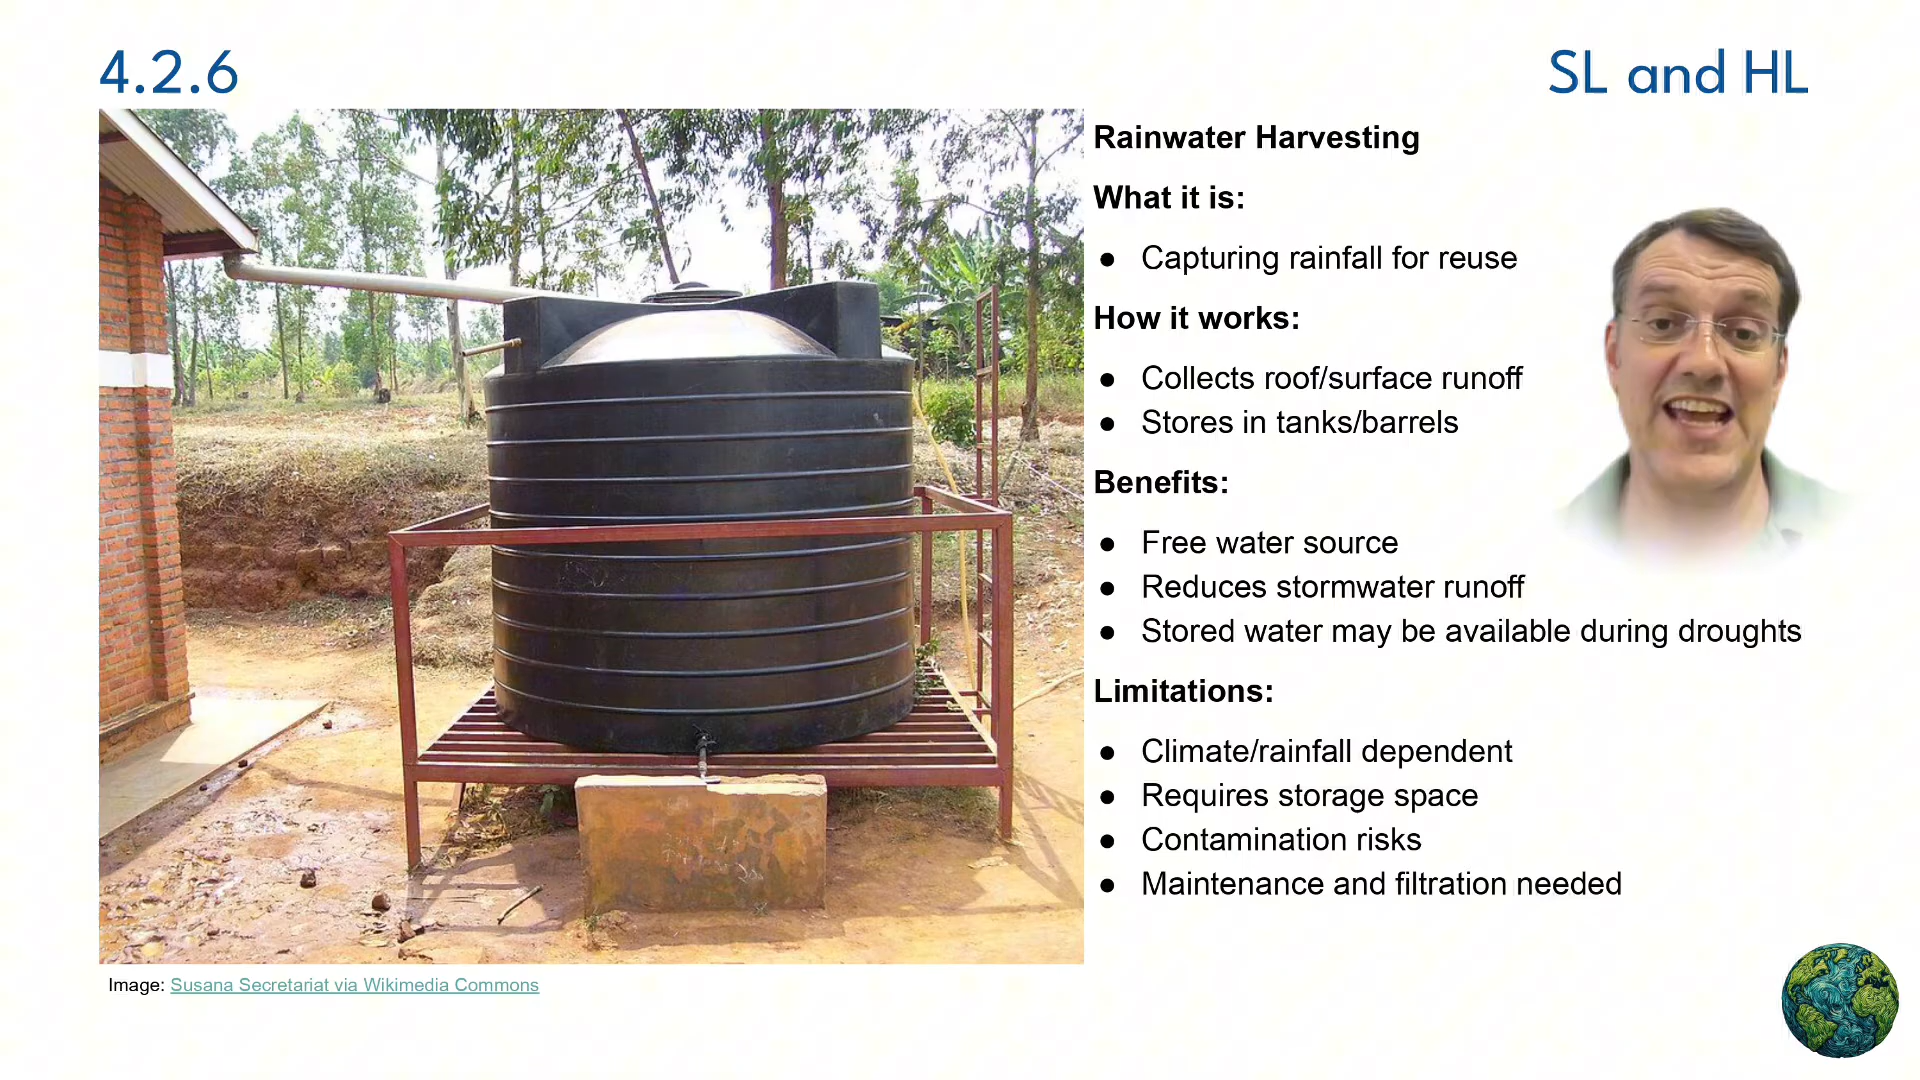 4.2.6
SL and HL
Rainwater Harvesting
What it is:
● Capturing rainfall for reuse
How it works:
● Collects roof/surface runoff
● Stores in tanks/barrels
Benefits:
● Free water source
● Reduces stormwater runoff
● Stored water may be available during droughts
Limitations:
● Climate/rainfall dependent
● Requires storage space
● Contamination risks
● Maintenance and filtration needed
Image: Susana Secretariat via Wikimedia Commons